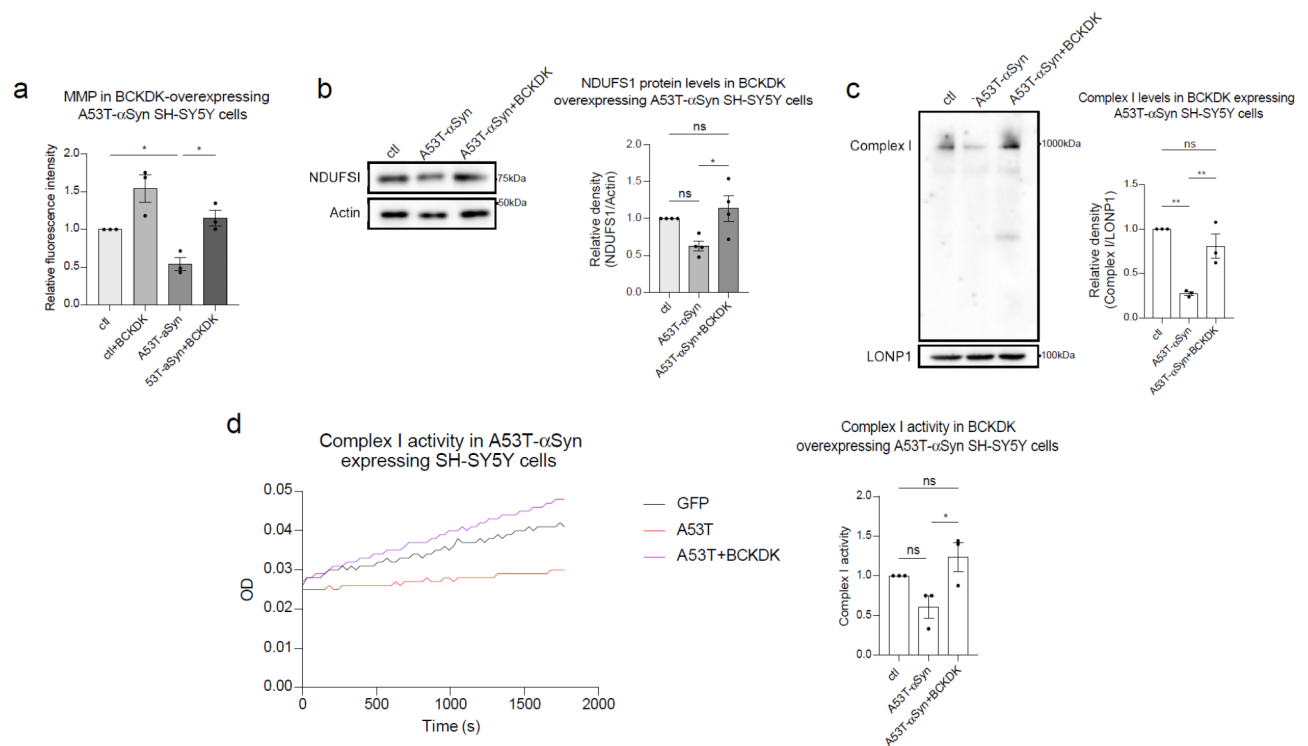 a
MMP in BCKDK-overexpressing
A53T-αSyn SH-SY5Y cells
Relative fluorescence intensity
2.0
1.5
1.0
0.5
0.0
*
*
ctl
ctl+BCKDK
A53T-aSyn
53T-aSyn+BCKDK
b
ctl
A53T-αSyn
A53T-αSyn+BCKDK
NDUFSI
75kDa
50kDa
Actin
NDUFS1 protein levels in BCKDK
overexpressing A53T-αSyn SH-SY5Y cells
Relative density
(NDUFS1/Actin)
2.0
1.5
1.0
0.5
0.0
ns
*
ns
ctl
A53T-αSyn
A53T-αSyn+BCKDK
c
ctl
`A53T-αSyn
A53T-αSyn+BCKDK
Complex I
1000kDa
LONP1
100kDa
Complex I levels in BCKDK expressing
A53T-αSyn SH-SY5Y cells
Relative density
(Complex I/LONP1)
1.5
1.0
0.5
0.0
ns
**
**
ctl
A53T-αSyn
A53T-αSyn+BCKDK
d
Complex I activity in A53T-αSyn
expressing SH-SY5Y cells
OD
0.05
0.04
0.03
0.02
0.01
0.00
0
500
1000
1500
2000
Time (s)
GFP
A53T
A53T+BCKDK
Complex I activity in BCKDK
overexpressing A53T-αSyn SH-SY5Y cells
Complex I activity
2.0
1.5
1.0
0.5
0.0
ns
*
ns
ctl
A53T-αSyn
A53T-αSyn+BCKDK